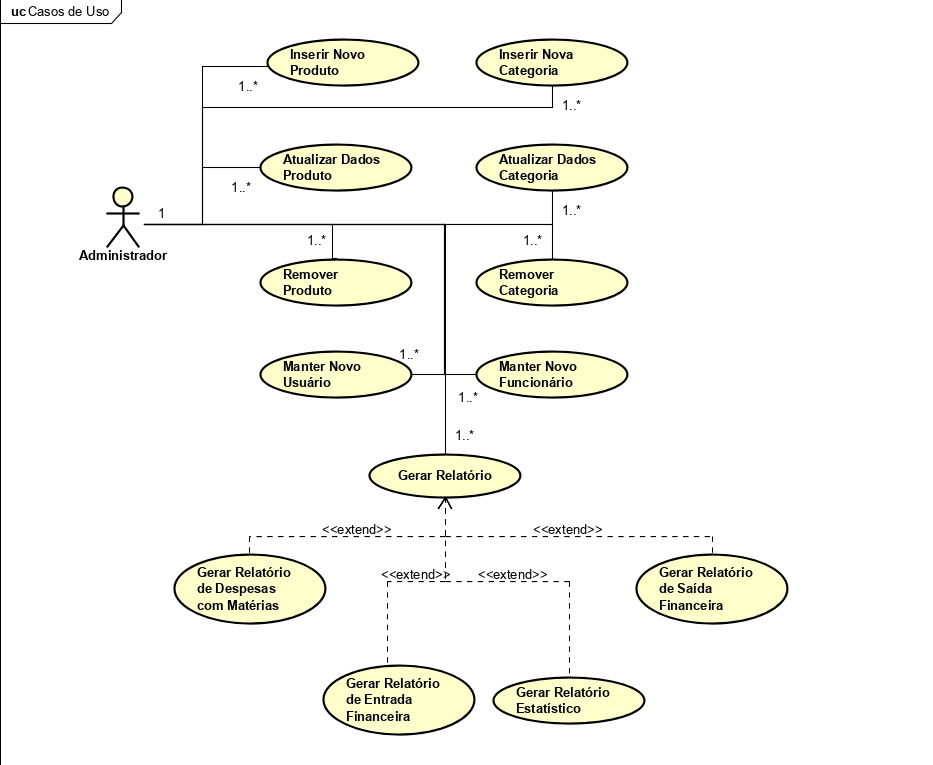 uc Casos de Uso
Inserir Novo
Produto
Inserir Nova
Categoria
1..*
1..*
Atualizar Dados
Produto
Atualizar Dados
Categoria
1..*
1..*
1
Administrador
1..*
1..*
Remover
Produto
Remover
Categoria
1..*
Manter Novo
Usuário
Manter Novo
Funcionário
1..*
1..*
Gerar Relatório
<<extend>>
<<extend>>
<<extend>>
<<extend>>
Gerar Relatório
de Despesas
com Matérias
Gerar Relatório
de Saída
Financeira
Gerar Relatório
de Entrada
Financeira
Gerar Relatório
Estatístico